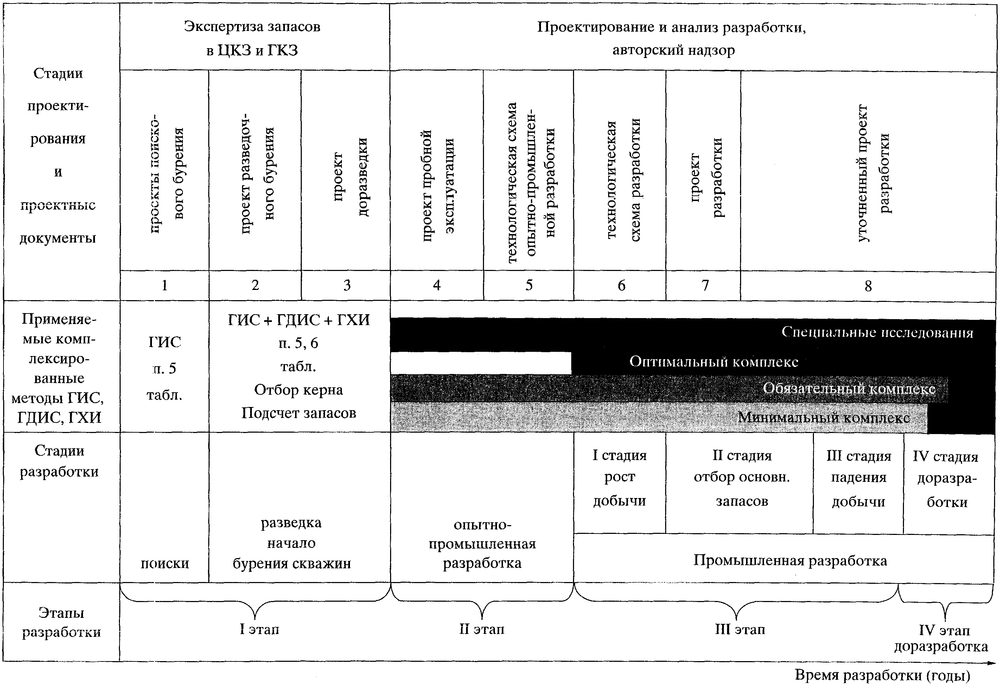 Экспертиза запасов
в ЦКЗ и ГКЗ
Проектирование и анализ разработки,
авторский надзор
Стадии
проекти-
рования
и
проектные
документы
проекты поиско-
вого бурения
проект разведоч-
ного бурения
проект
доразведки
проект пробной
эксплуатации
технологическая схема
опытно-промышлен-
ной разработки
технологическая
схема разработки
проект
разработки
уточненный проект
разработки
1
2
3
4
5
6
7
8
Применяе-
мые комп-
лексиро-
ванные
методы ГИС,
ГДИС, ГХИ
ГИС
п. 5
табл.
ГИС + ГДИС + ГХИ
п. 5, 6
табл.
Отбор керна
Подсчет запасов
Специальные исследования
Оптимальный комплекс
Обязательный комплекс
Минимальный комплекс
Стадии
разработки
поиски
разведка
начало
бурения скважин
опытно-
промышленная
разработка
I стадия
рост
добычи
II стадия
отбор основн.
запасов
III стадия
падения
добычи
IV стадия
доразра-
ботки
Промышленная разработка
Этапы
разработки
I этап
II этап
III этап
IV этап
доразработка
Время разработки (годы)